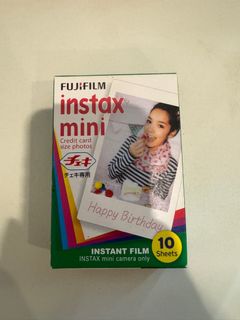 FUJIFILM
instax
mini
Credit card
size photos
チェキ
チェキ専用
Happy Birthday
10
Sheets
INSTANT FILM
INSTAX mini camera only